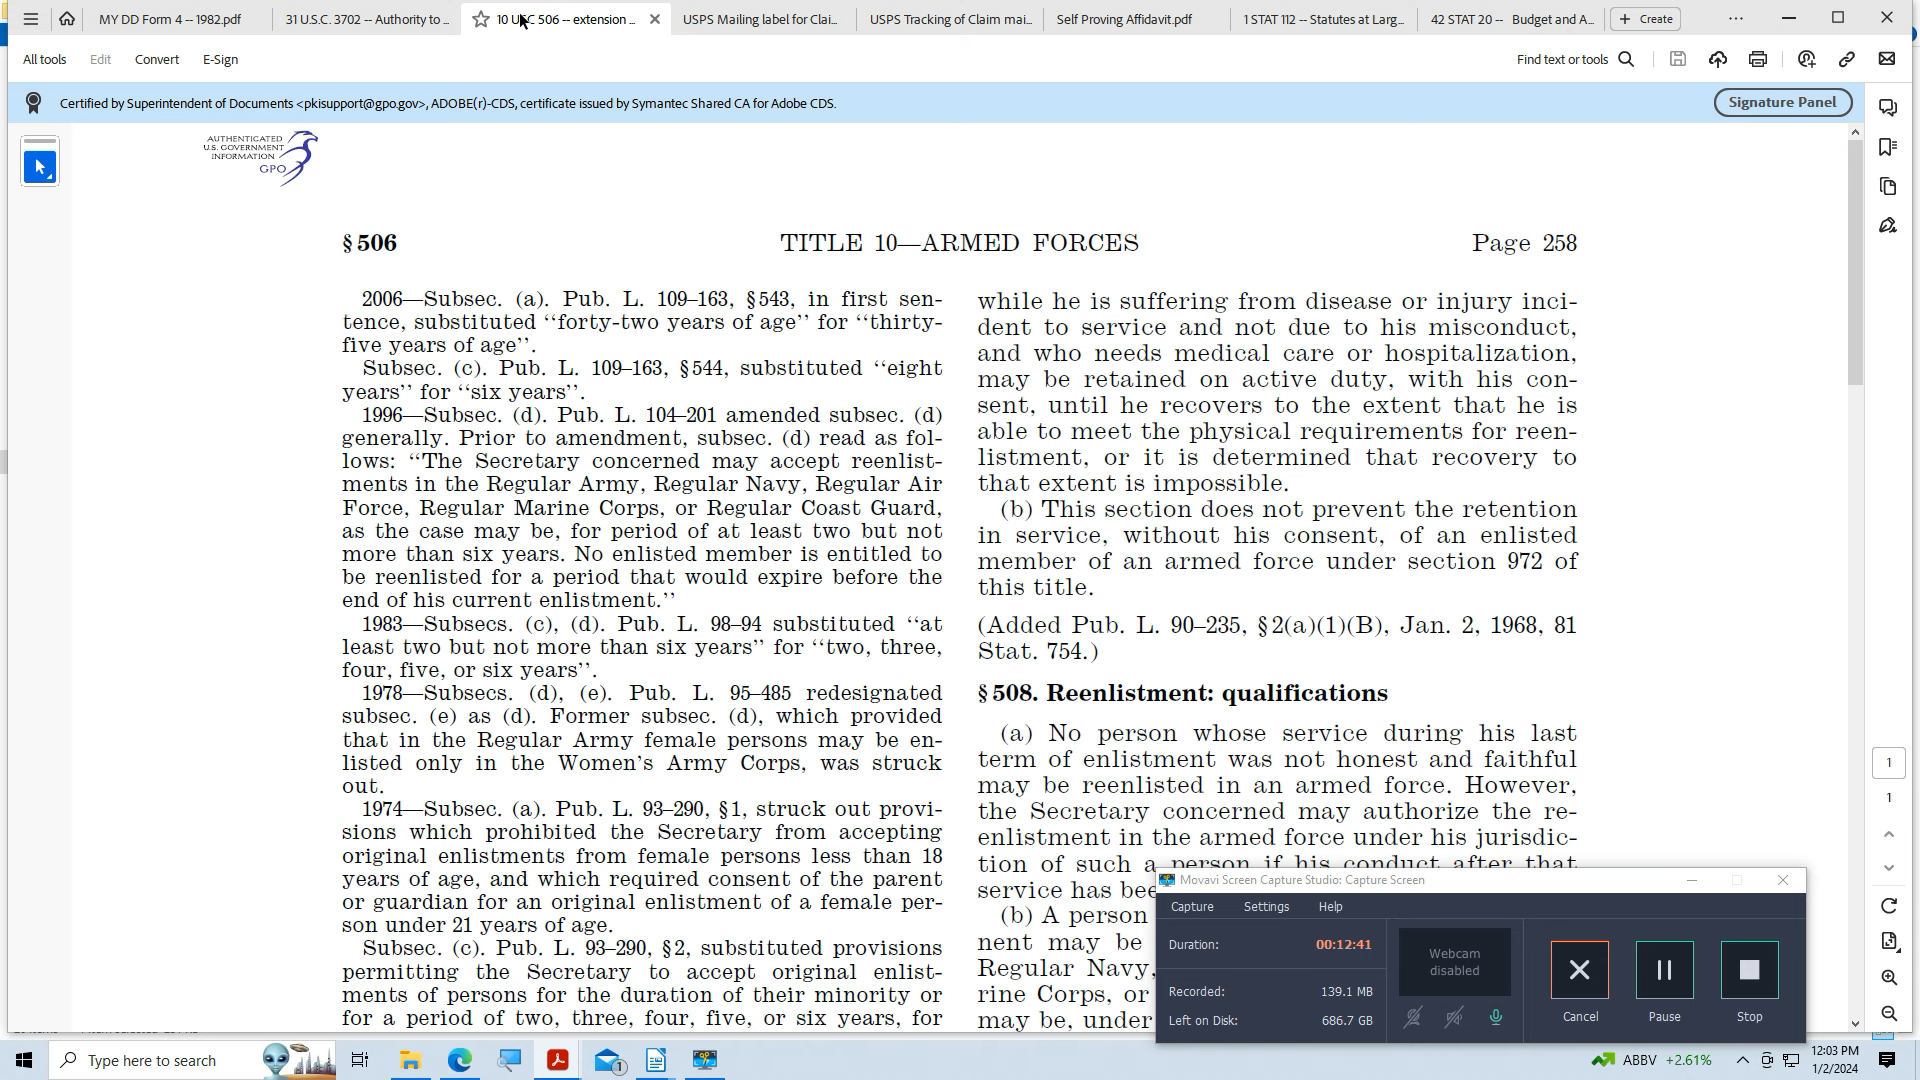 MY DD Form 4 -- 1982.pdf
31 U.S.C. 3702 -- Authority to ...
10 USC 506 -- extension ...
USPS Mailing label for Clai...
USPS Tracking of Claim mai...
Self Proving Affidavit.pdf
1 STAT 112 -- Statutes at Larg...
42 STAT 20 -- Budget and A...
Create
All tools
Edit
Convert
E-Sign
Find text or tools
Certified by Superintendent of Documents <pkisupport@gpo.gov>, ADOBE(r)-CDS, certificate issued by Symantec Shared CA for Adobe CDS.
Signature Panel
AUTHENTICATED
U.S. GOVERNMENT
INFORMATION
GPO
§ 506
TITLE 10—ARMED FORCES
Page 258
2006—Subsec. (a). Pub. L. 109–163, § 543, in first sen-
tence, substituted ‘‘forty-two years of age’’ for ‘‘thirty-
five years of age’’.
Subsec. (c). Pub. L. 109–163, § 544, substituted ‘‘eight
years’’ for ‘‘six years’’.
1996—Subsec. (d). Pub. L. 104–201 amended subsec. (d)
generally. Prior to amendment, subsec. (d) read as fol-
lows: ‘‘The Secretary concerned may accept reenlist-
ments in the Regular Army, Regular Navy, Regular Air
Force, Regular Marine Corps, or Regular Coast Guard,
as the case may be, for period of at least two but not
more than six years. No enlisted member is entitled to
be reenlisted for a period that would expire before the
end of his current enlistment.’’
1983—Subsecs. (c), (d). Pub. L. 98–94 substituted ‘‘at
least two but not more than six years’’ for ‘‘two, three,
four, five, or six years’’.
1978—Subsecs. (d), (e). Pub. L. 95–485 redesignated
subsec. (e) as (d). Former subsec. (d), which provided
that in the Regular Army female persons may be en-
listed only in the Women’s Army Corps, was struck
out.
1974—Subsec. (a). Pub. L. 93–290, § 1, struck out provi-
sions which prohibited the Secretary from accepting
original enlistments from female persons less than 18
years of age, and which required consent of the parent
or guardian for an original enlistment of a female per-
son under 21 years of age.
Subsec. (c). Pub. L. 93–290, § 2, substituted provisions
permitting the Secretary to accept original enlist-
ments of persons for the duration of their minority or
for a period of two, three, four, five, or six years, for
while he is suffering from disease or injury inci-
dent to service and not due to his misconduct,
and who needs medical care or hospitalization,
may be retained on active duty, with his con-
sent, until he recovers to the extent that he is
able to meet the physical requirements for reen-
listment, or it is determined that recovery to
that extent is impossible.
(b) This section does not prevent the retention
in service, without his consent, of an enlisted
member of an armed force under section 972 of
this title.
(Added Pub. L. 90–235, § 2(a)(1)(B), Jan. 2, 1968, 81
Stat. 754.)
§ 508. Reenlistment: qualifications
(a) No person whose service during his last
term of enlistment was not honest and faithful
may be reenlisted in an armed force. However,
the Secretary concerned may authorize the re-
enlistment in the armed force under his jurisdic-
tion of such a person if his conduct after that
service has bee
(b) A person
nent may be
Regular Navy,
rine Corps, or
may be, under
1
1
Movavi Screen Capture Studio: Capture Screen
Capture
Settings
Help
Duration:
00:12:41
Recorded:
139.1 MB
Left on Disk:
686.7 GB
Webcam
disabled
Cancel
Pause
Stop
Type here to search
1
ABBV +2.61%
12:03 PM
1/2/2024